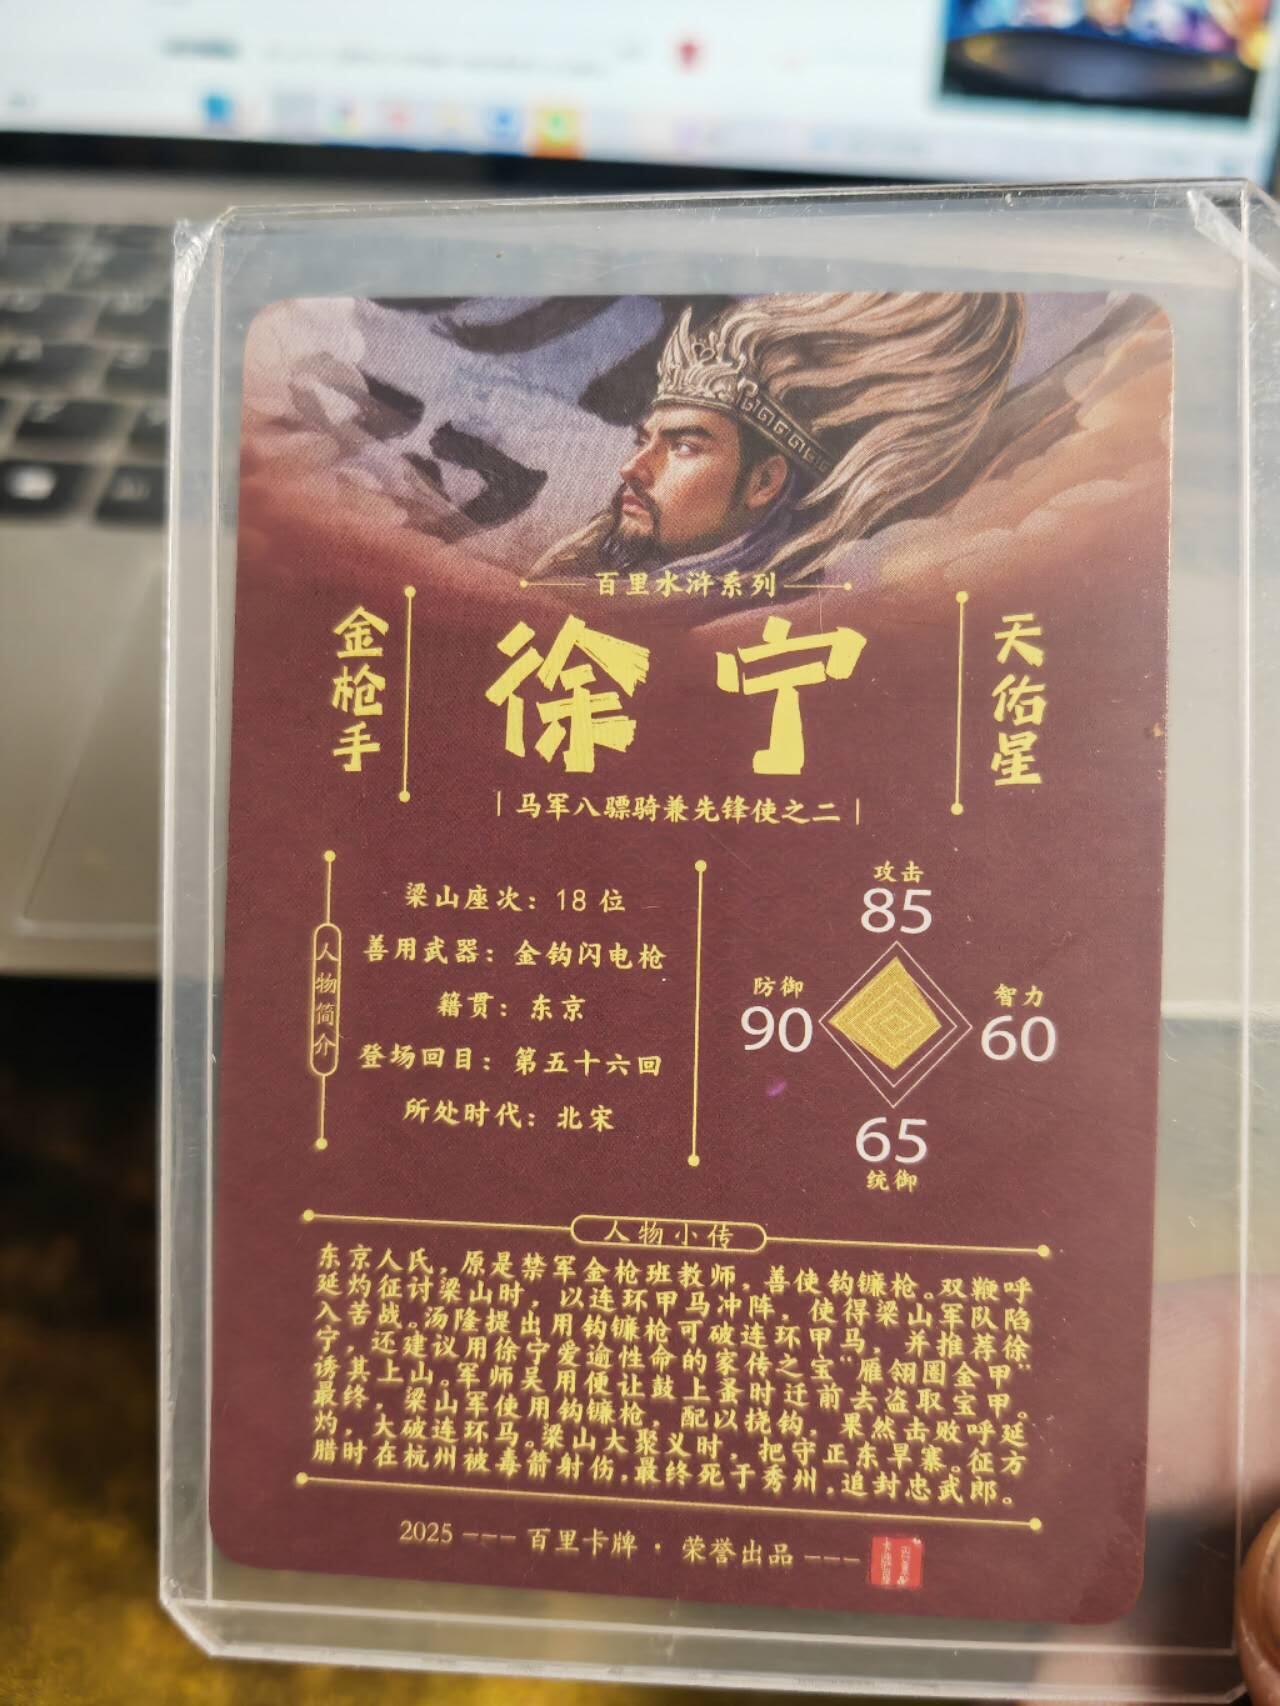 百里水浒系列
金枪手
徐宁
天佑星
马军八骠骑兼先锋使之二
人物简介
梁山座次：18 位
善用武器：金钩闪电枪
籍贯：东京
登场回目：第五十六回
所处时代：北宋
攻击
85
防御
90
智力
60
65
统御
人物小传
东京人氏，原是禁军金枪班教师，善使钩镰枪。双鞭呼
延灼征讨梁山时，以连环甲马冲阵，使得梁山军队陷
入苦战。汤隆提出用钩镰枪可破连环甲马，并推荐徐
宁，还建议用徐宁爱逾性命的家传之宝“雁翎圈金甲”
诱其上山。军师吴用便让鼓上蚤时迁前去盗取宝甲。
最终，梁山军使用钩镰枪，配以挠钩，果然击败呼延
灼，大破连环马。梁山大聚义时，把守正东旱寨。征方
腊时在杭州被毒箭射伤，最终死于秀州，追封忠武郎。
2025 --- 百里卡牌 · 荣誉出品 ---